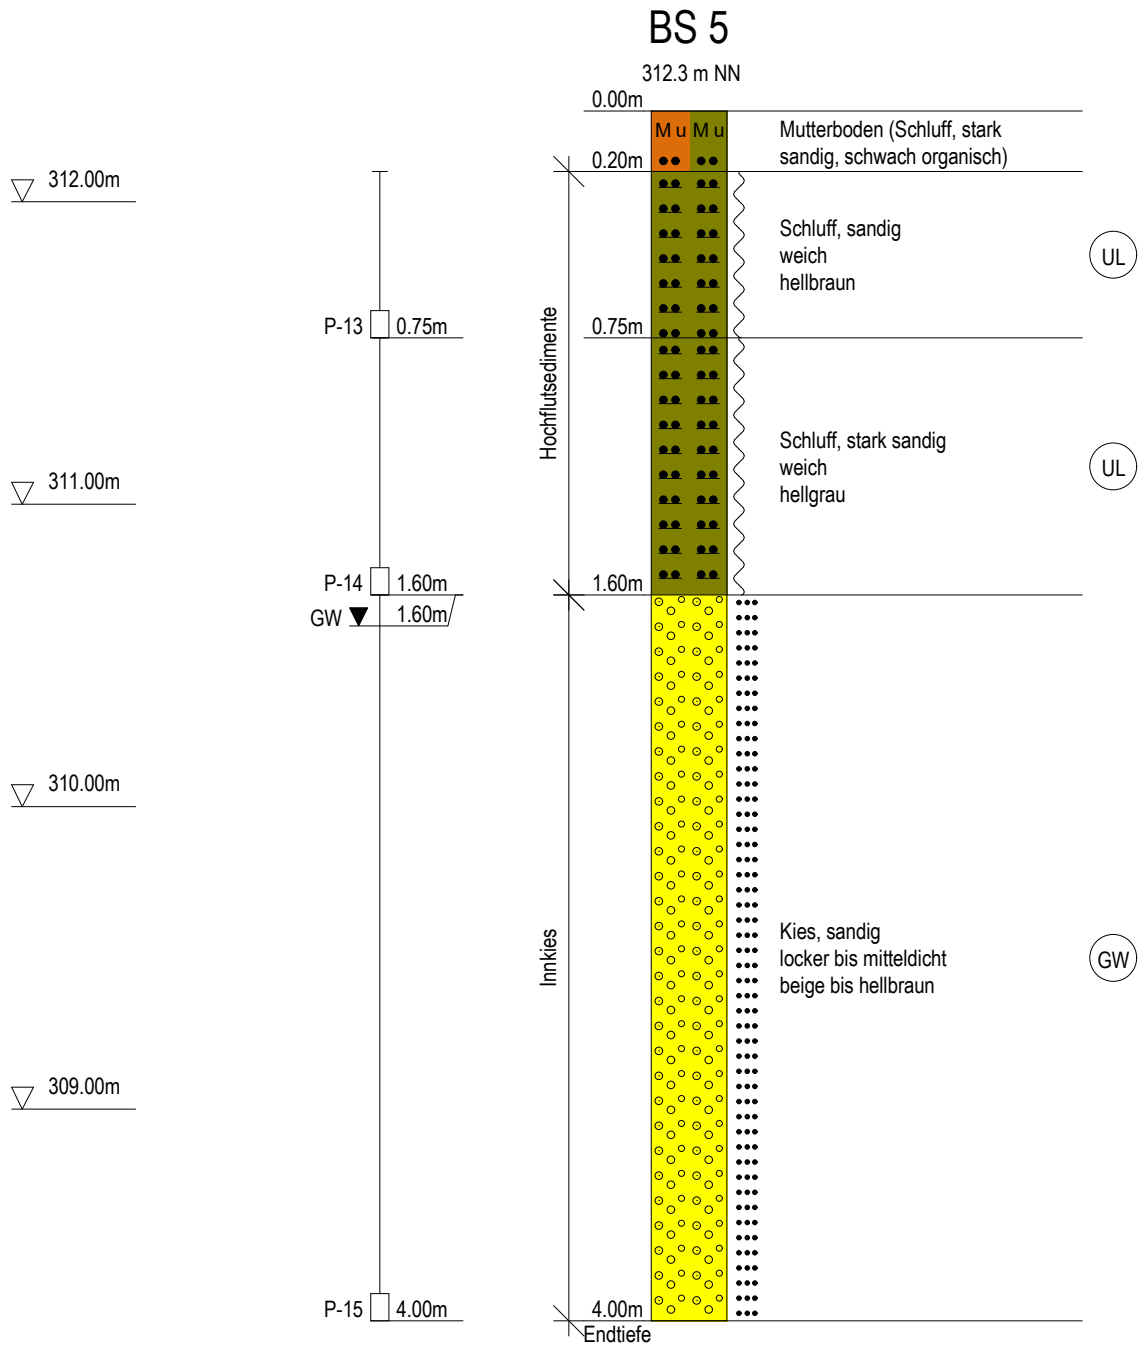 BS 5
312.3 m NN
0.00m
Mu Mu
Mutterboden (Schluff, stark
sandig, schwach organisch)
0.20m
312.00m
Schluff, sandig
weich
hellbraun
UL
P-13 0.75m
0.75m
Hochflutsedimente
Schluff, stark sandig
weich
hellgrau
UL
311.00m
P-14 1.60m
1.60m
GW 1.60m
310.00m
Innkies
Kies, sandig
locker bis mitteldicht
beige bis hellbraun
GW
309.00m
P-15 4.00m
4.00m
Endtiefe